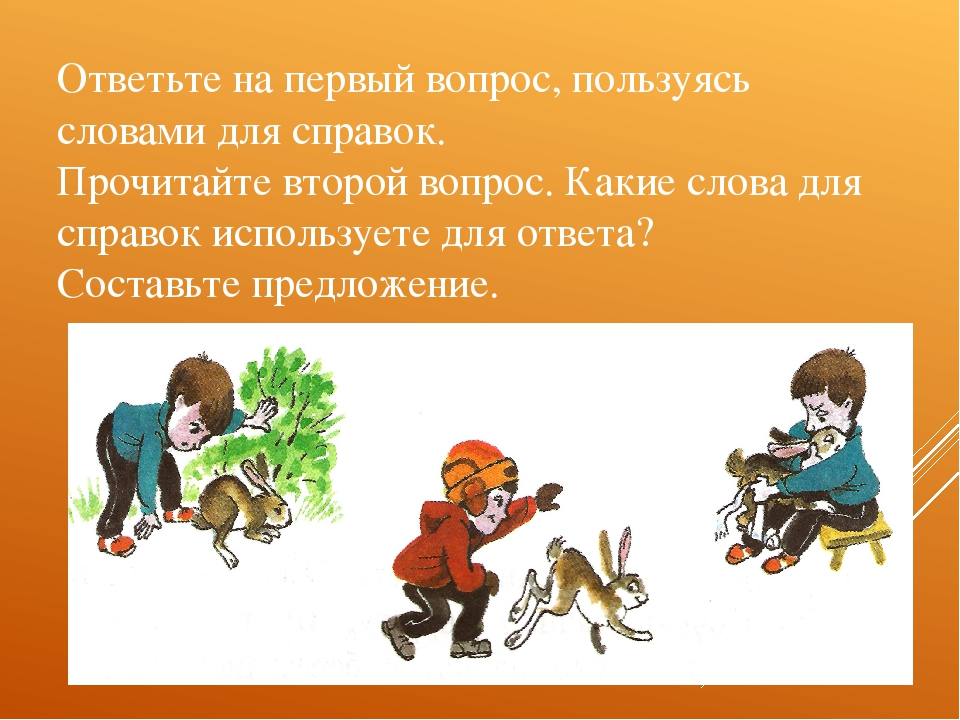 Ответьте на первый вопрос, пользуясь
словами для справок.
Прочитайте второй вопрос. Какие слова для
справок используете для ответа?
Составьте предложение.